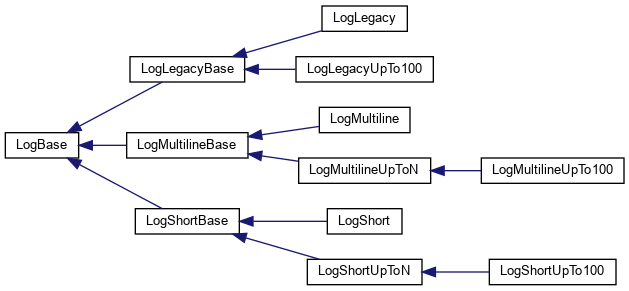 LogLegacy
LogLegacyBase
LogLegacyUpTo100
LogMultiline
LogBase
LogMultilineBase
LogMultilineUpToN
LogMultilineUpTo100
LogShortBase
LogShort
LogShortUpToN
LogShortUpTo100